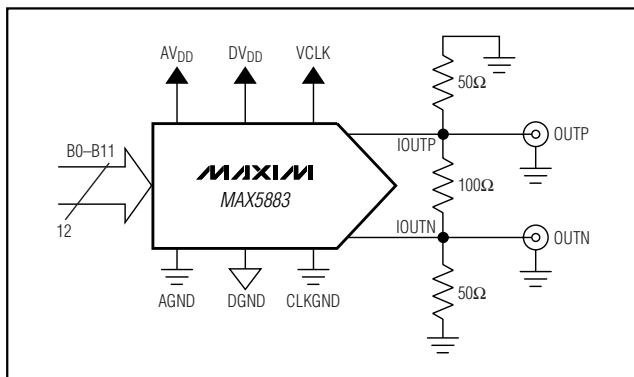 AVDD DVDD VCLK
50Ω
B0–B11
IOUTP
OUTP
MAXIM
MAX5883
100Ω
12
IOUTN
OUTN
AGND DGND CLKGND
50Ω